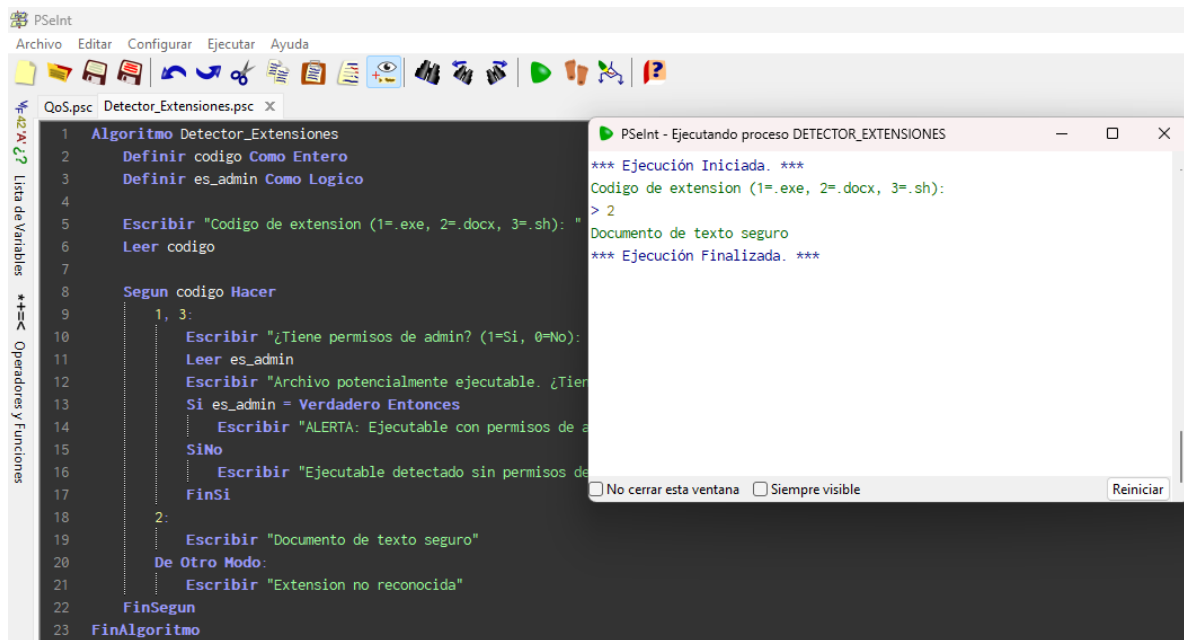 PSeInt
Archivo Editar Configurar Ejecutar Ayuda
QoS.psc Detector_Extensiones.psc X
42 'A' ¿? Lista de Variables
*+=< Operadores y Funciones
1 Algoritmo Detector_Extensiones
2 Definir codigo Como Entero
3 Definir es_admin Como Logico
4
5 Escribir "Codigo de extension (1=.exe, 2=.docx, 3=.sh): "
6 Leer codigo
7
8 Segun codigo Hacer
9 1, 3:
10 Escribir "¿Tiene permisos de admin? (1=Si, 0=No):
11 Leer es_admin
12 Escribir "Archivo potencialmente ejecutable.
13 Si es_admin = Verdadero Entonces
14 Escribir "ALERTA: Ejecutable con permisos de
15 SiNo
16 Escribir "Ejecutable detectado sin permisos de
17 FinSi
18 2:
19 Escribir "Documento de texto seguro"
20 De Otro Modo:
21 Escribir "Extension no reconocida"
22 FinSegun
23 FinAlgoritmo
PSeInt - Ejecutando proceso DETECTOR_EXTENSIONES
*** Ejecución Iniciada. ***
Codigo de extension (1=.exe, 2=.docx, 3=.sh):
> 2
Documento de texto seguro
*** Ejecución Finalizada. ***
No cerrar esta ventana Siempre visible Reiniciar